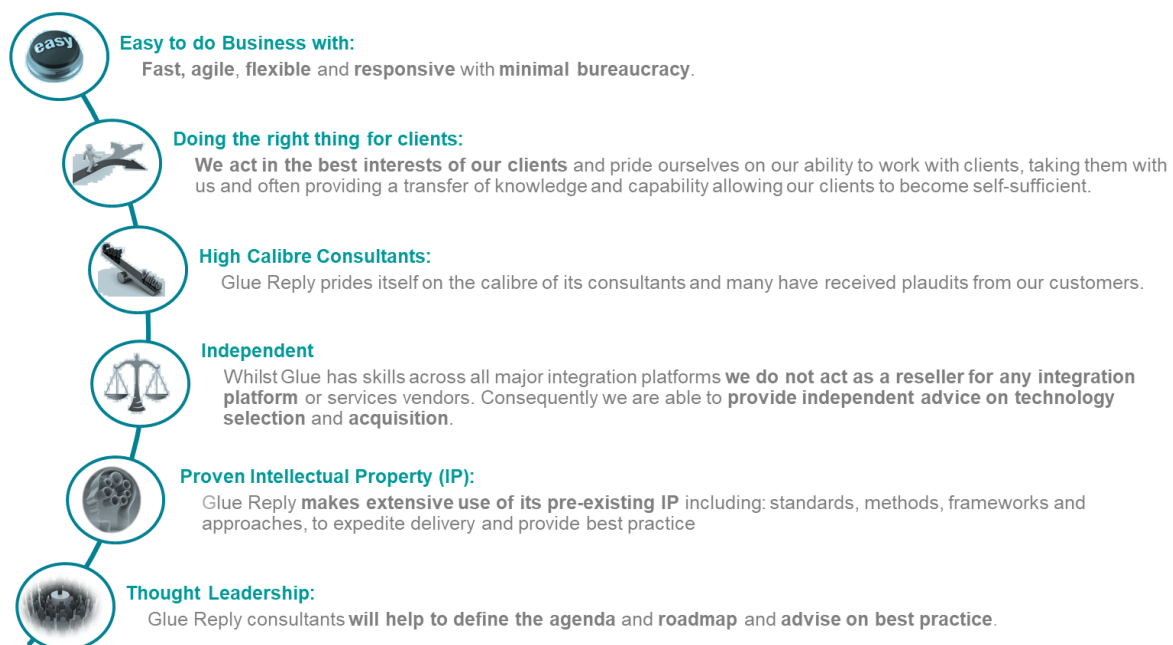 easy
Easy to do Business with:
Fast, agile, flexible and responsive with minimal bureaucracy.
Doing the right thing for clients:
We act in the best interests of our clients and pride ourselves on our ability to work with clients, taking them with
us and often providing a transfer of knowledge and capability allowing our clients to become self-sufficient.
High Calibre Consultants:
Glue Reply prides itself on the calibre of its consultants and many have received plaudits from our customers.
Independent
Whilst Glue has skills across all major integration platforms we do not act as a reseller for any integration
platform or services vendors. Consequently we are able to provide independent advice on technology
selection and acquisition.
Proven Intellectual Property (IP):
Glue Reply makes extensive use of its pre-existing IP including: standards, methods, frameworks and
approaches, to expedite delivery and provide best practice
Thought Leadership:
Glue Reply consultants will help to define the agenda and roadmap and advise on best practice.